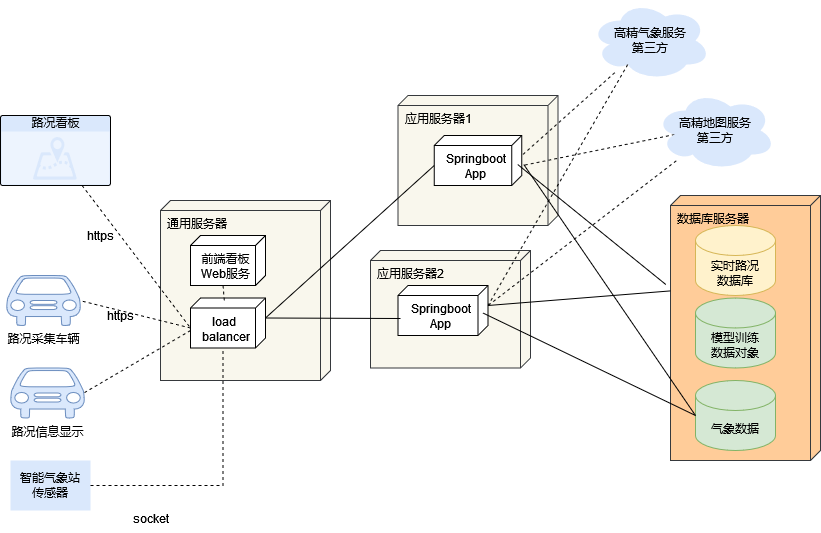 高精气象服务
第三方
路况看板
应用服务器1
高精地图服务
第三方
Springboot
App
通用服务器
数据库服务器
https
前端看板
Web服务
应用服务器2
实时路况
数据库
https
load
balancer
Springboot
App
路况采集车辆
模型训练
数据对象
路况信息显示
气象数据
智能气象站
传感器
socket